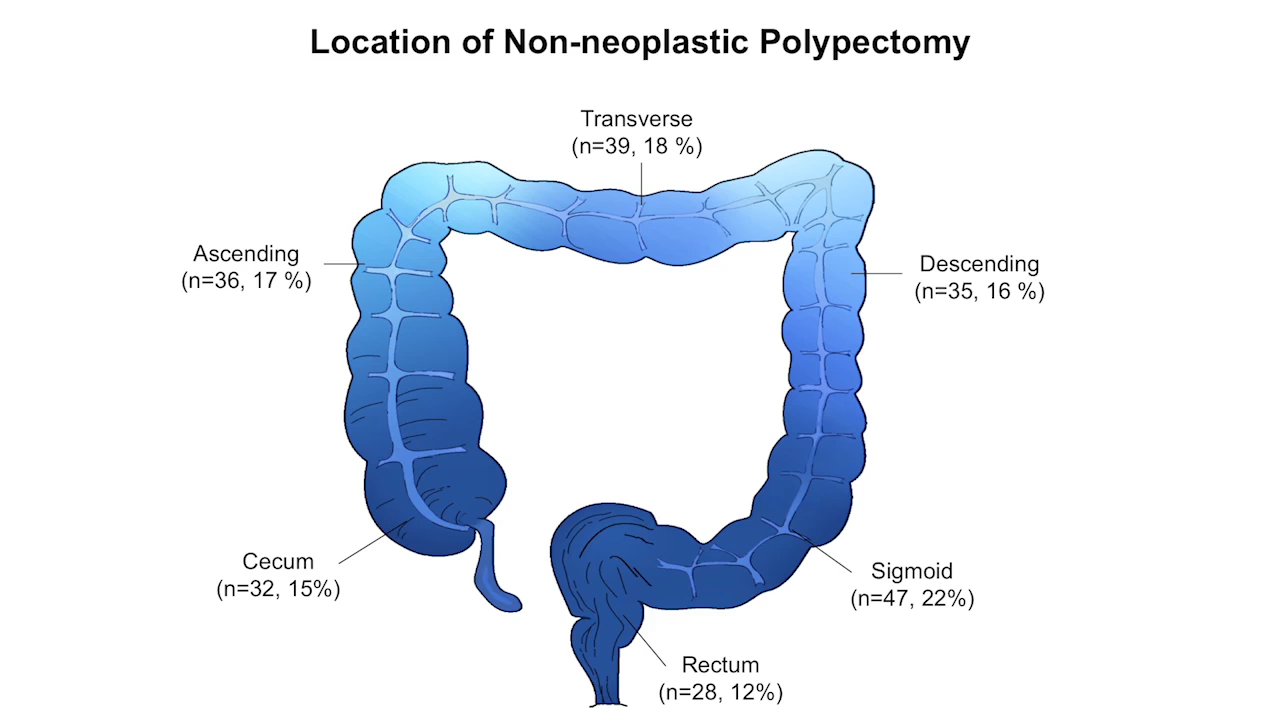 Location of Non-neoplastic Polypectomy
Transverse
(n=39, 18 %)
Ascending
(n=36, 17 %)
Descending
(n=35, 16 %)
Cecum
(n=32, 15%)
Sigmoid
(n=47, 22%)
Rectum
(n=28, 12%)